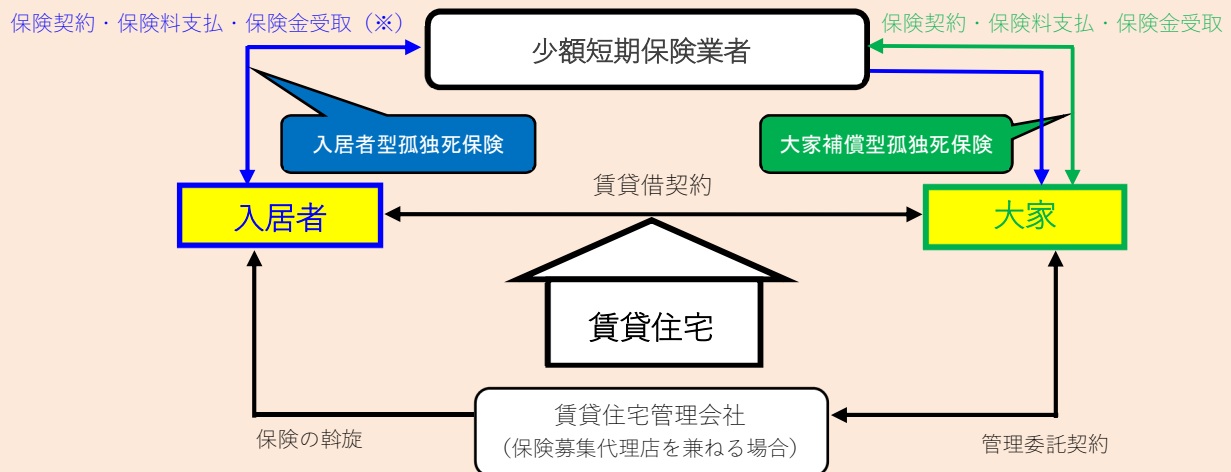 保険契約・保険料支払・保険金受取（※）
保険契約・保険料支払・保険金受取
少額短期保険業者
入居者型孤独死保険
大家補償型孤独死保険
賃貸借契約
入居者
大家
賃貸住宅
賃貸住宅管理会社
（保険募集代理店を兼ねる場合）
保険の斡旋
管理委託契約